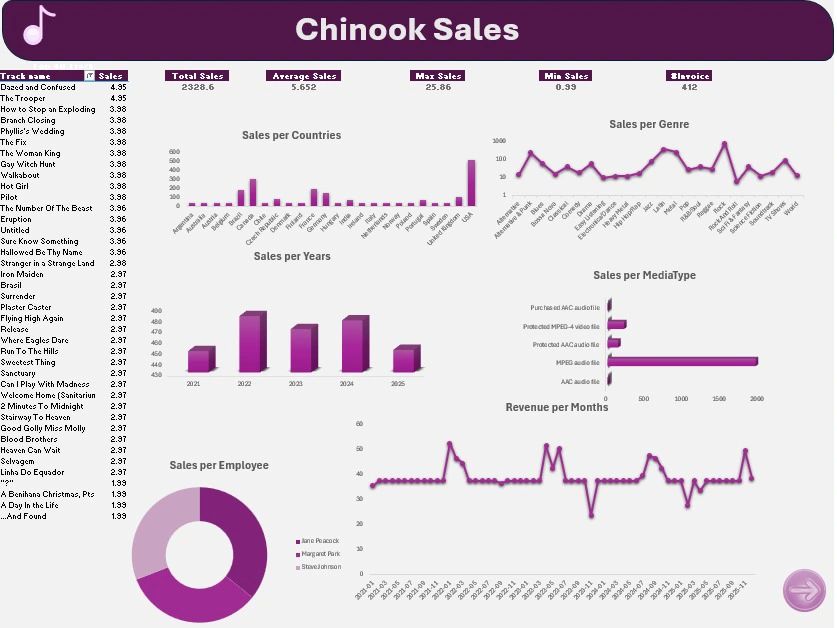 Chinook Sales
Track name Sales
Dazed and Confused 4.95
The Trooper 4.95
How to Stop an Exploding 3.98
Branch Closing 3.98
Phyllis's Wedding 3.98
The Fix 3.98
The Woman King 3.98
Gay Witch Hunt 3.98
Walkabout 3.98
Hot Girl 3.98
Pilot 3.98
The Number Of The Beast 3.96
Eruption 3.96
Untitled 3.96
Sure Know Something 3.96
Hallowed Be Thy Name 3.96
Stranger in a Strange Land 2.98
Iron Maiden 2.97
Brasil 2.97
Surrender 2.97
Plaster Caster 2.97
Flying High Again 2.97
Release 2.97
Where Eagles Dare 2.97
Run To The Hills 2.97
Sweetest Thing 2.97
Sanctuary 2.97
Can I Play With Madness 2.97
Welcome Home (Sanitariun 2.97
2 Minutes To Midnight 2.97
Stairway To Heaven 2.97
Good Golly Miss Molly 2.97
Blood Brothers 2.97
Heaven Can Wait 2.97
Selvagem 2.97
Linha Do Equador 2.97
"?" 1.99
A Benihana Christmas, Pts 1.99
A Day In the Life 1.99
...And Found 1.99
Total Sales
2328.6
Average Sales
5.652
Max Sales
25.86
Min Sales
0.99
#Invoice
412
Sales per Countries
600
500
400
300
200
100
0
Argentina
Australia
Austria
Belgium
Brazil
Canada
Chile
Czech Republic
Denmark
Finland
France
Germany
Hungary
India
Ireland
Italy
Netherlands
Norway
Poland
Portugal
Spain
Sweden
United Kingdom
USA
Sales per Genre
1000
100
10
1
Alternative
Alternative & Punk
Blues
Bossa Nova
Classical
Comedy
Drama
Easy Listening
Electronica/Dance
Heavy Metal
Hip Hop/Rap
Jazz
Latin
Metal
Pop
R&B/Soul
Reggae
Rock
Rock And Roll
Sci Fi & Fantasy
Science Fiction
Soundtrack
TV Shows
World
Sales per Years
490
480
470
460
450
440
430
2021 2022 2023 2024 2025
Sales per MediaType
Purchased AAC audio file
Protected MPEG-4 video file
Protected AAC audio file
MPEG audio file
AAC audio file
0 500 1000 1500 2000
Sales per Employee
Jane Peacock
Margaret Park
Steve Johnson
Revenue per Months
60
50
40
30
20
10
0
2021-01
2021-03
2021-05
2021-07
2021-09
2021-11
2022-01
2022-03
2022-05
2022-07
2022-09
2022-11
2023-01
2023-03
2023-05
2023-07
2023-09
2023-11
2024-01
2024-03
2024-05
2024-07
2024-09
2024-11
2025-01
2025-03
2025-05
2025-07
2025-09
2025-11